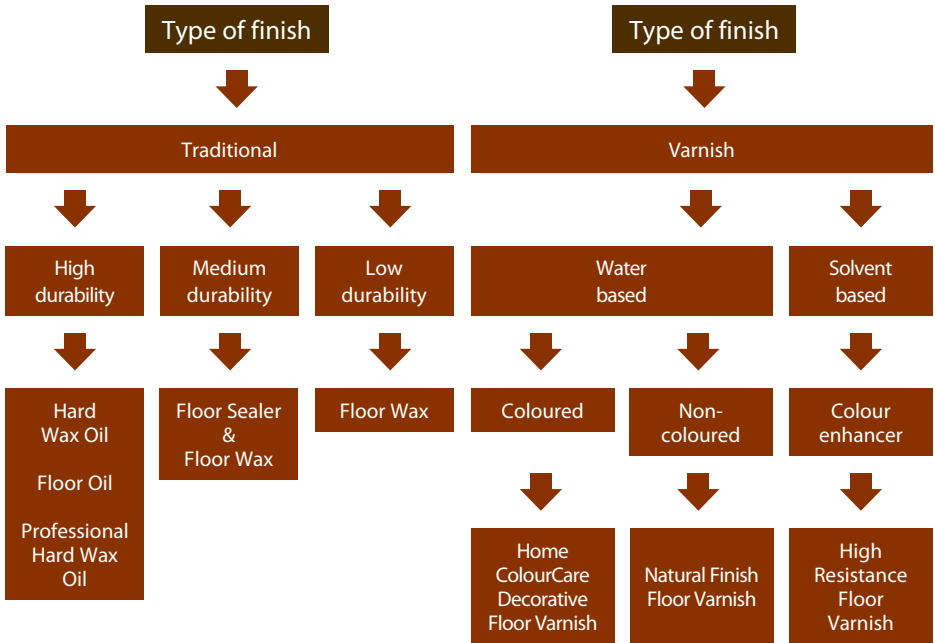 Type of finish
Traditional
High
durability
Medium
durability
Low
durability
Hard
Wax Oil
Floor Oil
Professional
Hard Wax
Oil
Floor Sealer
&
Floor Wax
Floor Wax
Type of finish
Varnish
Water
based
Solvent
based
Coloured
Non-
coloured
Colour
enhancer
Home
ColourCare
Decorative
Floor Varnish
Natural Finish
Floor Varnish
High
Resistance
Floor
Varnish